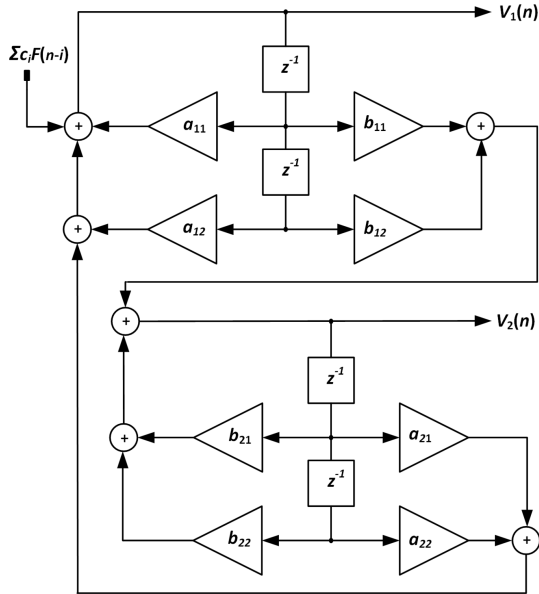 V₁(n)
ΣcᵢF(n-i)
z⁻¹
a₁₁
b₁₁
z⁻¹
a₁₂
b₁₂
V₂(n)
z⁻¹
b₂₁
a₂₁
z⁻¹
b₂₂
a₂₂
+
+
+
+
+
+